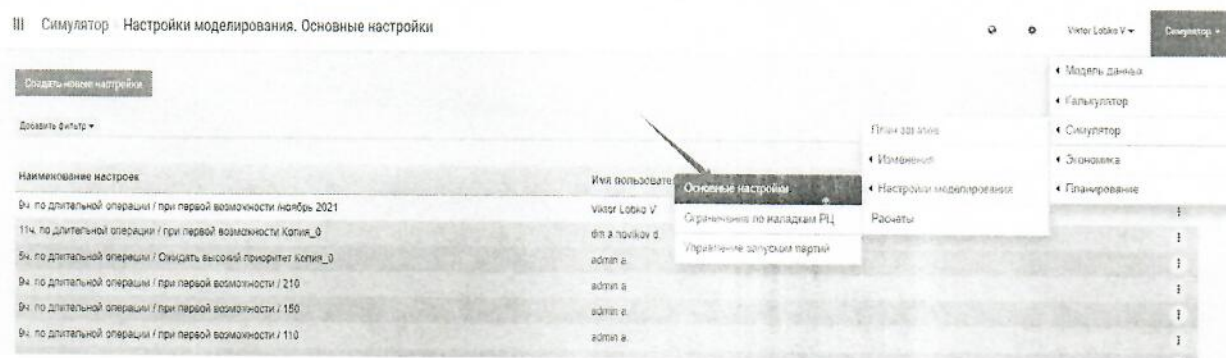 Симулятор Настройки моделирования. Основные настройки
Viktor Lobko V
Симулятор
Создать новые настройки
Добавить фильтр
Модель данных
Калькулятор
Симулятор
Экономика
Планирование
План заказов
Изменения
Настройки моделирования
Расчеты
Основные настройки
Ограничения по наладкам РЦ
Управление запуском партий
Наименование настроек
Имя пользовате
9ч. по длительной операции / при первой возможности /ноябрь 2021
Viktor Lobko V
11ч. по длительной операции / при первой возможности Копия_0
dm a novikov d.
5ч. по длительной операции / Ожидать высокий приоритет Копия_0
admin a.
9ч. по длительной операции / при первой возможности / 210
admin a.
9ч. по длительной операции / при первой возможности / 150
admin a.
9ч. по длительной операции / при первой возможности / 110
admin a.